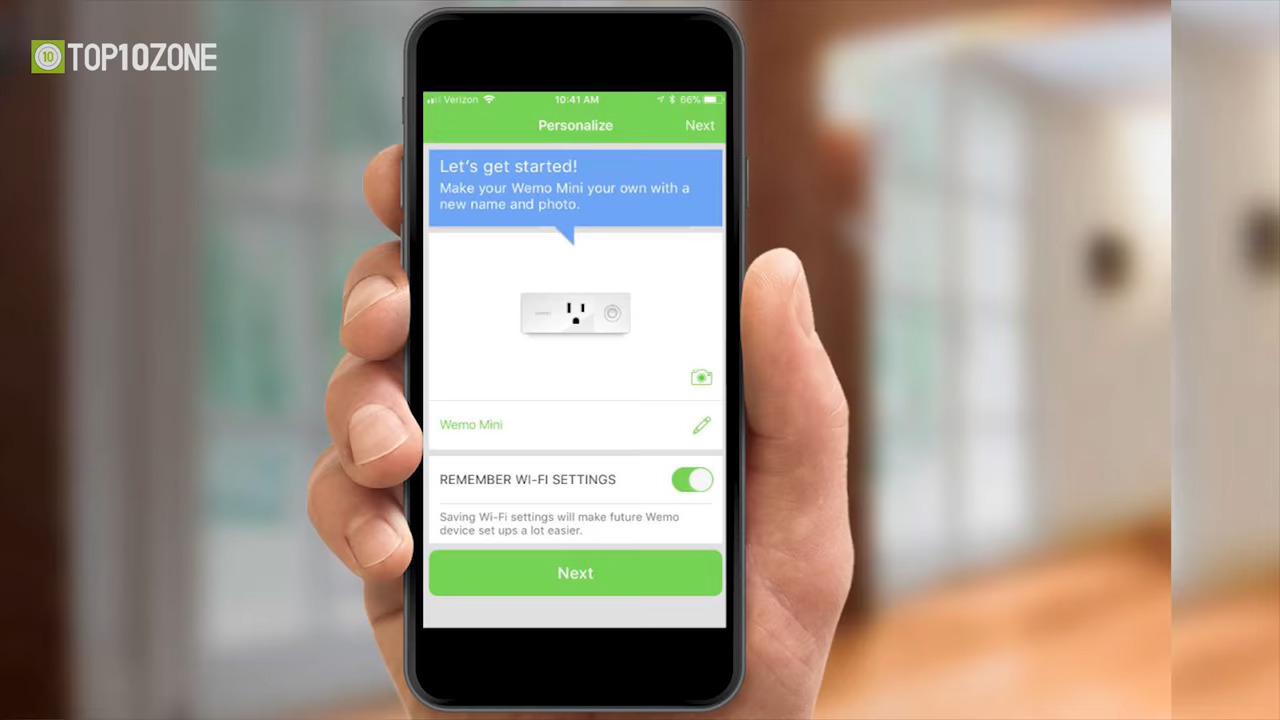 10 TOP10ZONE
Verizon 10:41 AM 66%
Personalize Next
Let's get started!
Make your Wemo Mini your own with a
new name and photo.
Wemo Mini
REMEMBER WI-FI SETTINGS
Saving Wi-Fi settings will make future Wemo
device set ups a lot easier.
Next